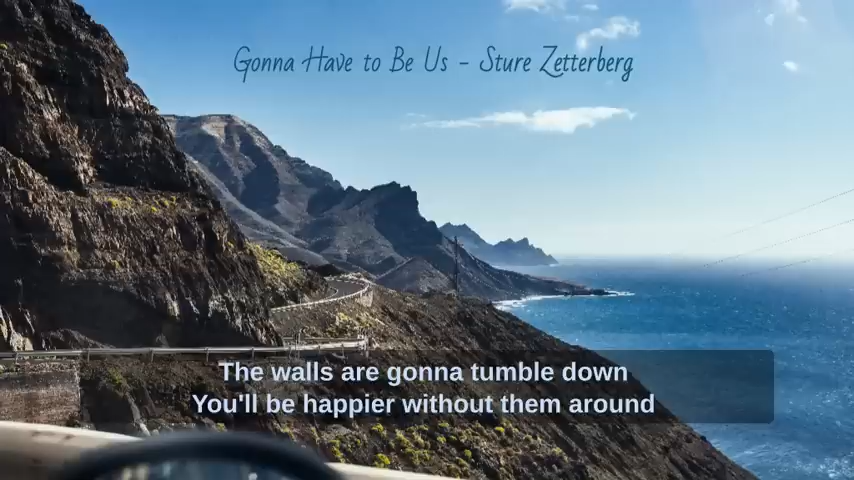 Gonna Have to Be Us - Sture Zetterberg
The walls are gonna tumble down
You'll be happier without them around